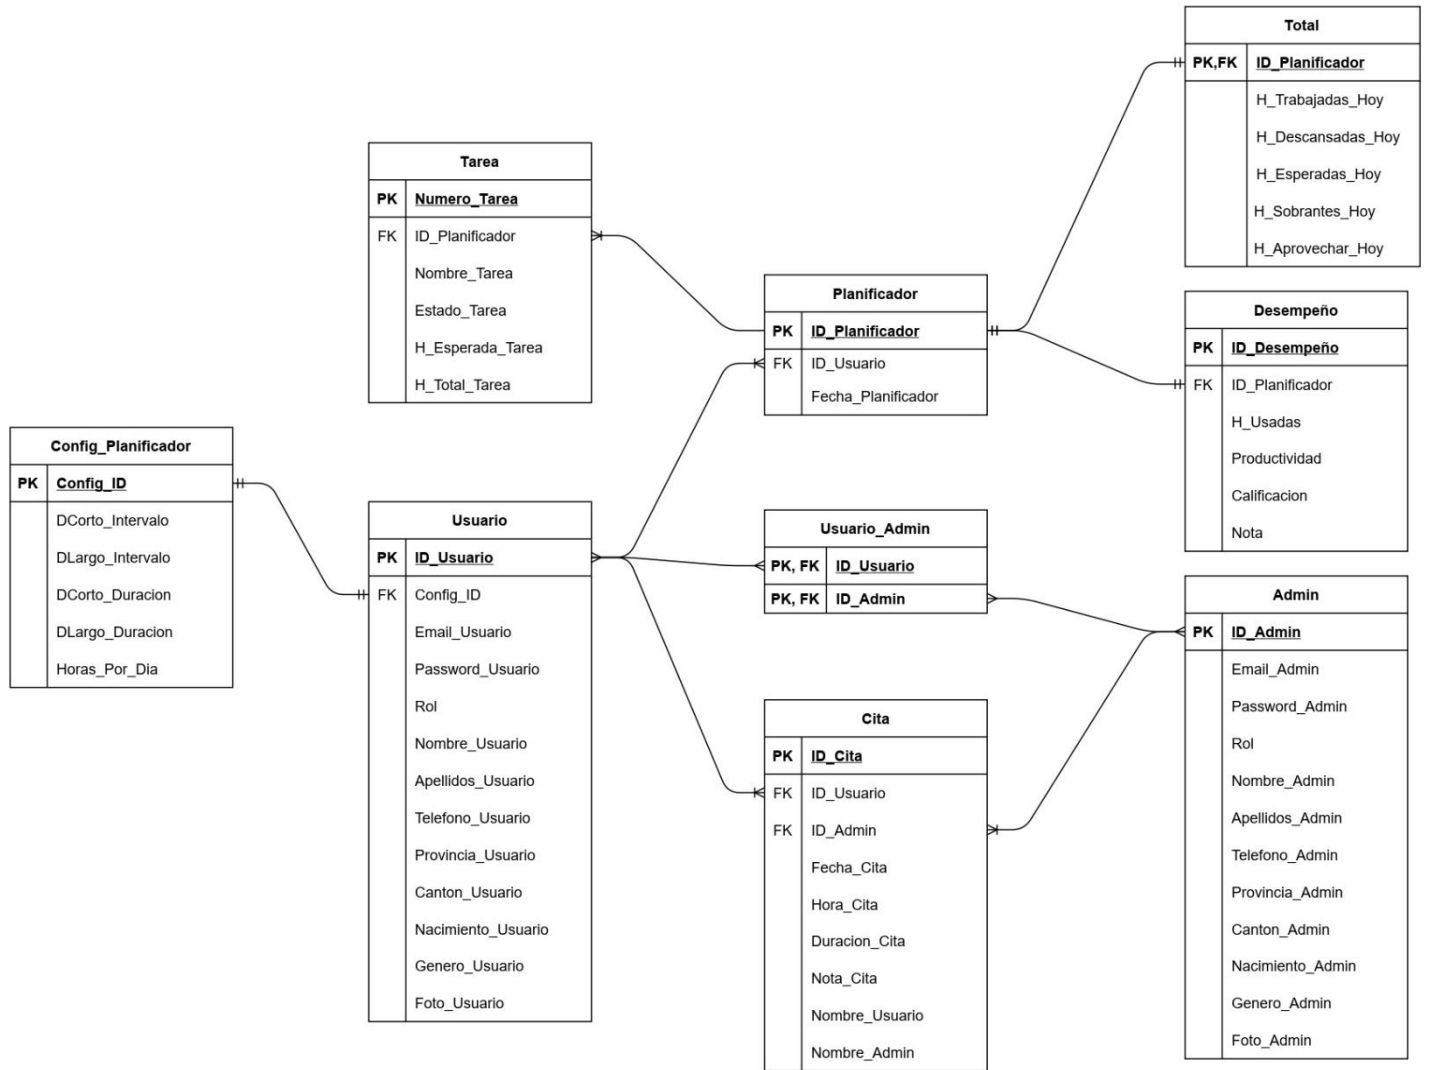 Total
PK,FK ID_Planificador
H_Trabajadas_Hoy
H_Descansadas_Hoy
H_Esperadas_Hoy
H_Sobrantes_Hoy
H_Aprovechar_Hoy
Tarea
PK Numero_Tarea
FK ID_Planificador
Nombre_Tarea
Estado_Tarea
H_Esperada_Tarea
H_Total_Tarea
Planificador
PK ID_Planificador
FK ID_Usuario
Fecha_Planificador
Desempeño
PK ID_Desempeño
FK ID_Planificador
H_Usadas
Productividad
Calificacion
Nota
Config_Planificador
PK Config_ID
DCorto_Intervalo
DLargo_Intervalo
DCorto_Duracion
DLargo_Duracion
Horas_Por_Dia
Usuario
PK ID_Usuario
FK Config_ID
Email_Usuario
Password_Usuario
Rol
Nombre_Usuario
Apellidos_Usuario
Telefono_Usuario
Provincia_Usuario
Canton_Usuario
Nacimiento_Usuario
Genero_Usuario
Foto_Usuario
Usuario_Admin
PK, FK ID_Usuario
PK, FK ID_Admin
Cita
PK ID_Cita
FK ID_Usuario
FK ID_Admin
Fecha_Cita
Hora_Cita
Duracion_Cita
Nota_Cita
Nombre_Usuario
Nombre_Admin
Admin
PK ID_Admin
Email_Admin
Password_Admin
Rol
Nombre_Admin
Apellidos_Admin
Telefono_Admin
Provincia_Admin
Canton_Admin
Nacimiento_Admin
Genero_Admin
Foto_Admin